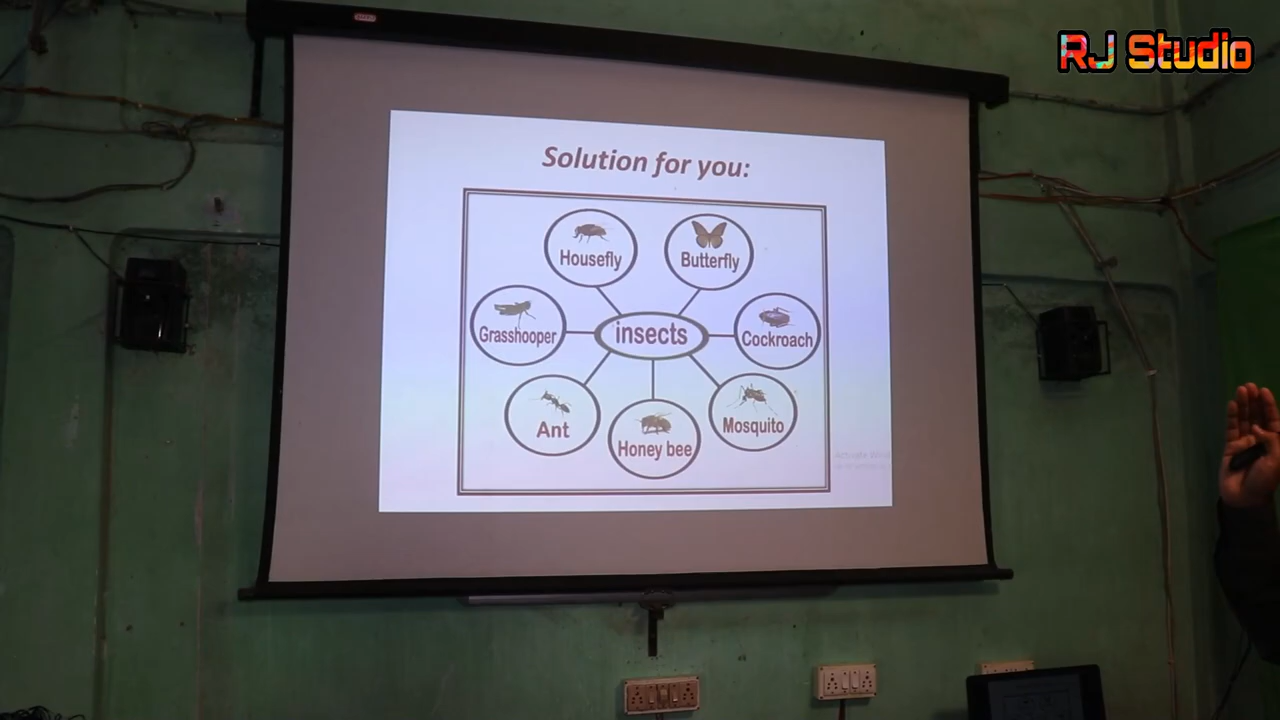 RJ Studio
Solution for you:
Housefly
Butterfly
Grasshooper
insects
Cockroach
Ant
Honey bee
Mosquito